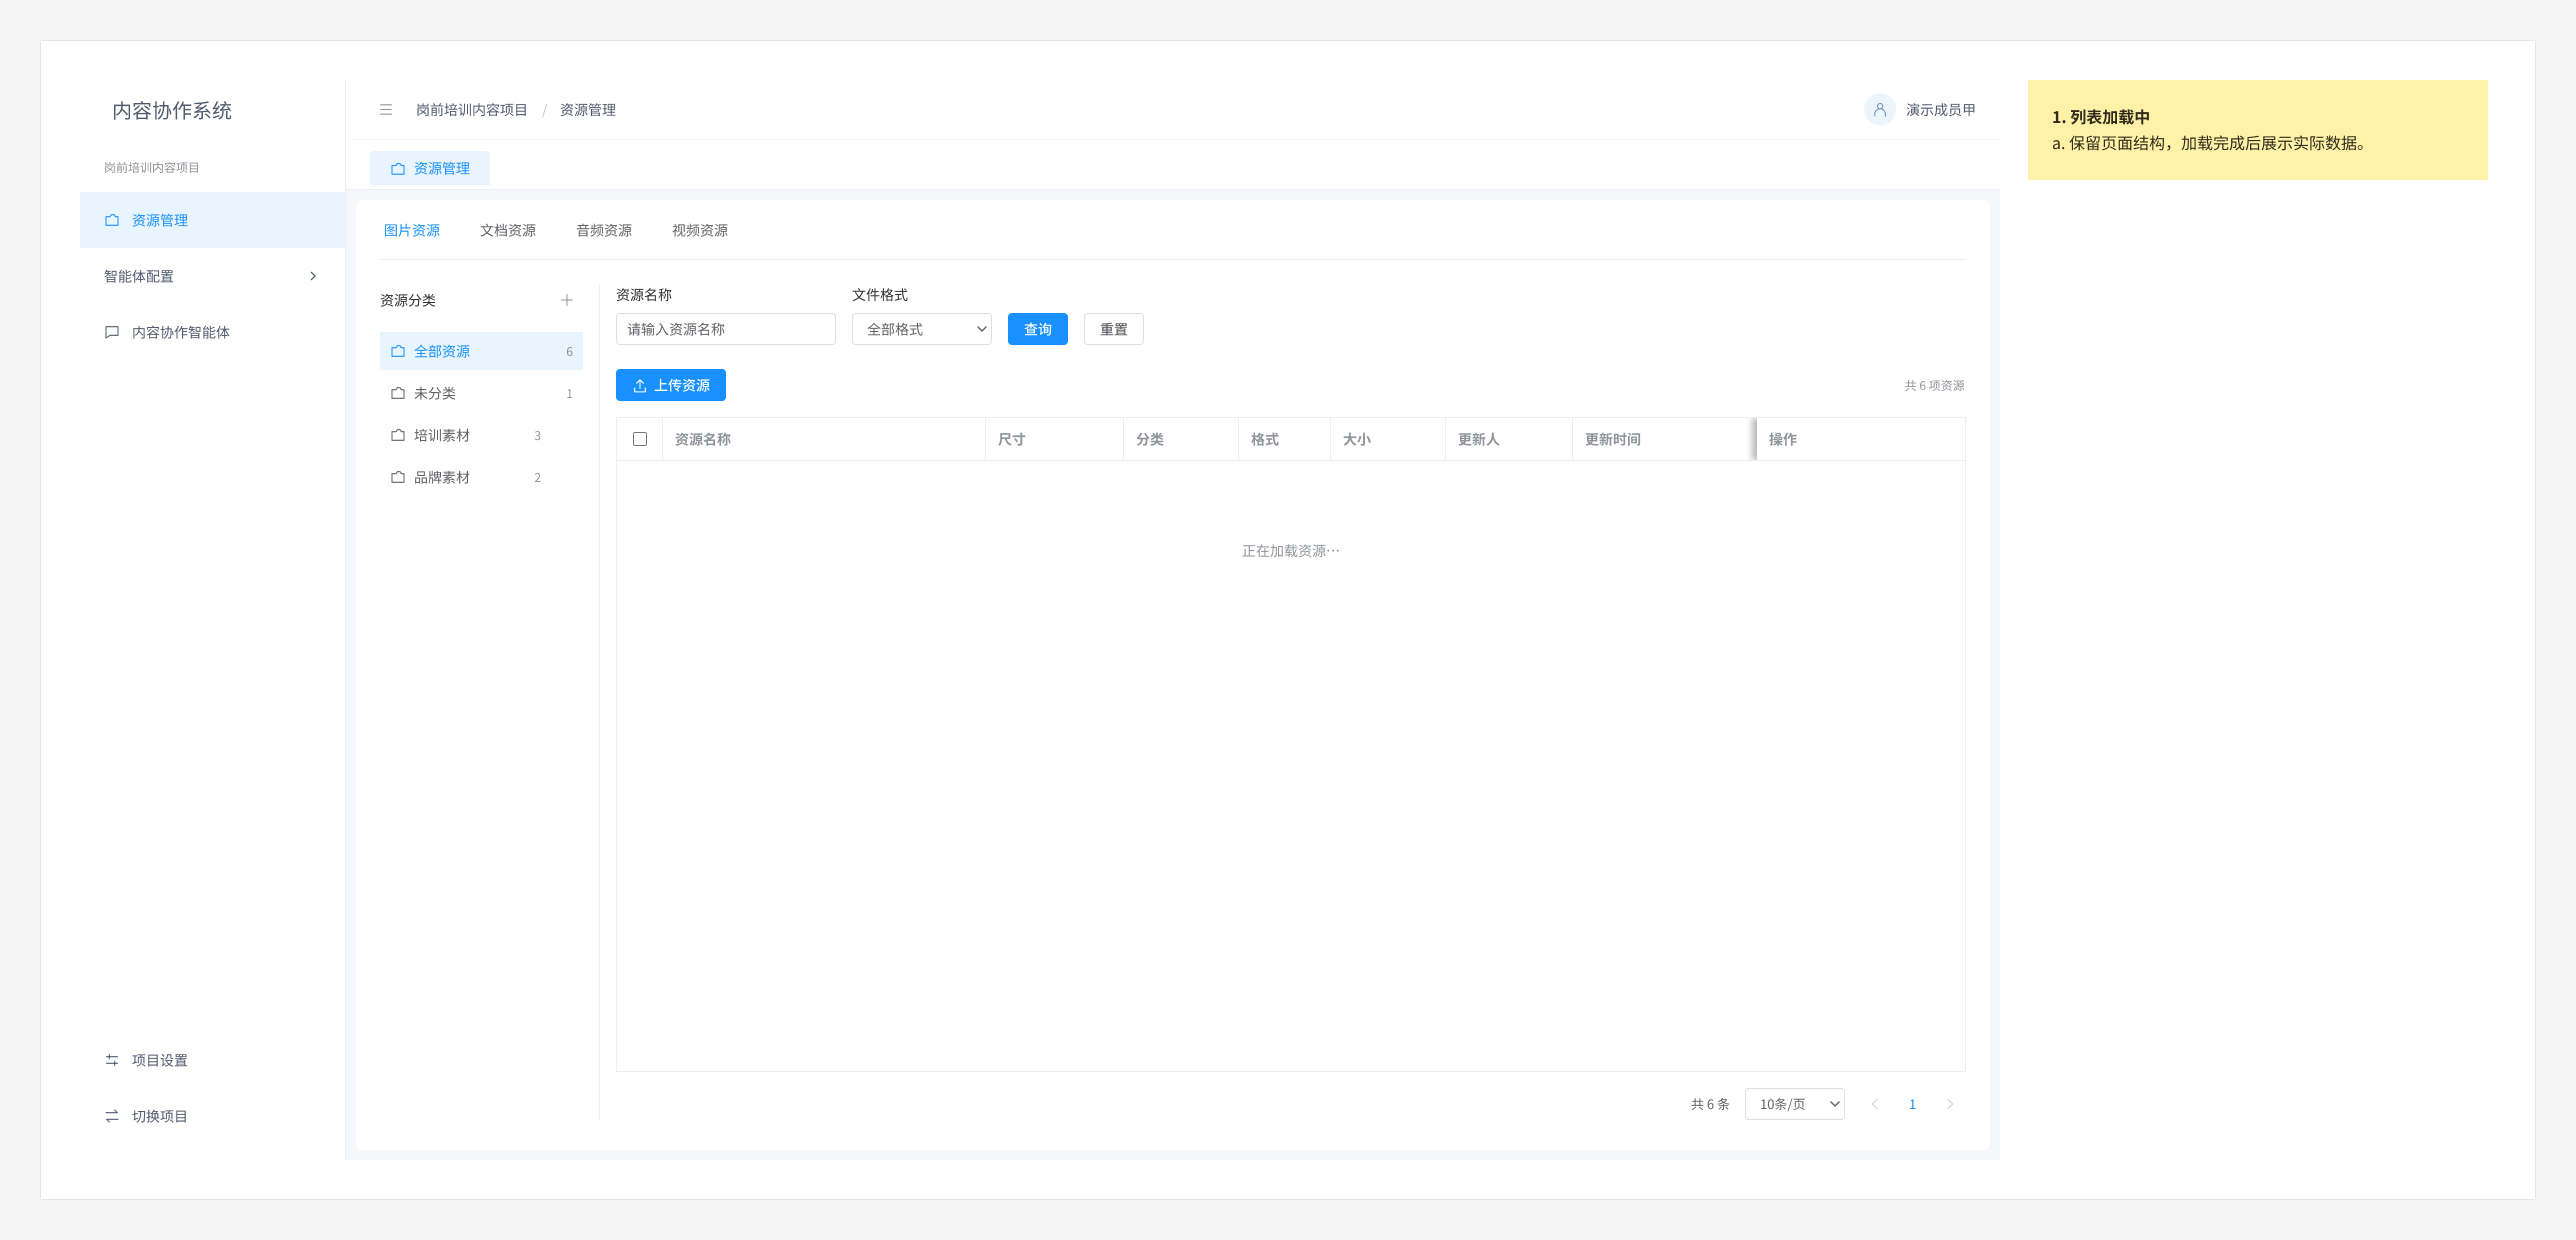 内容协作系统
岗前培训内容项目
资源管理
智能体配置
内容协作智能体
项目设置
切换项目
岗前培训内容项目 / 资源管理
演示成员甲
资源管理
图片资源 文档资源 音频资源 视频资源
资源分类
全部资源 6
未分类 1
培训素材 3
品牌素材 2
资源名称 文件格式
请输入资源名称 全部格式 查询 重置
上传资源 共 6 项资源
资源名称 尺寸 分类 格式 大小 更新人 更新时间 操作
正在加载资源…
共 6 条 10条/页 1
1. 列表加载中
a. 保留页面结构，加载完成后展示实际数据。